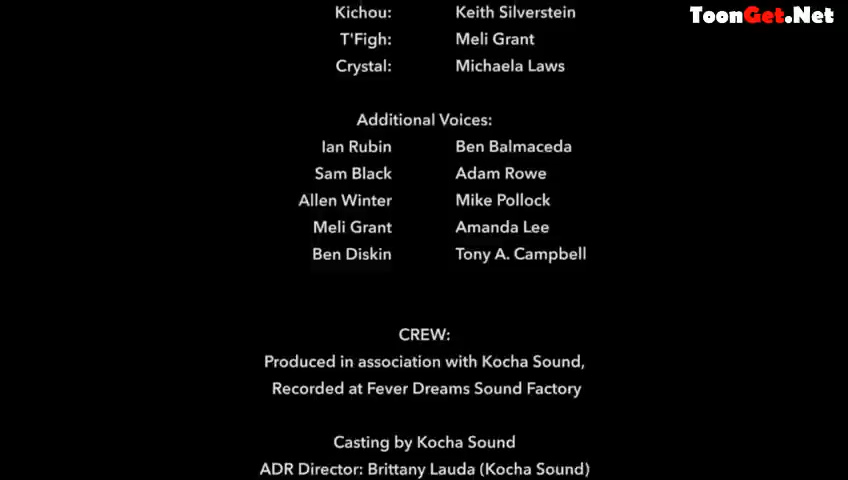 ToonGet.Net
Kichou: Keith Silverstein
T'Figh: Meli Grant
Crystal: Michaela Laws
Additional Voices:
Ian Rubin Ben Balmaceda
Sam Black Adam Rowe
Allen Winter Mike Pollock
Meli Grant Amanda Lee
Ben Diskin Tony A. Campbell
CREW:
Produced in association with Kocha Sound,
Recorded at Fever Dreams Sound Factory
Casting by Kocha Sound
ADR Director: Brittany Lauda (Kocha Sound)